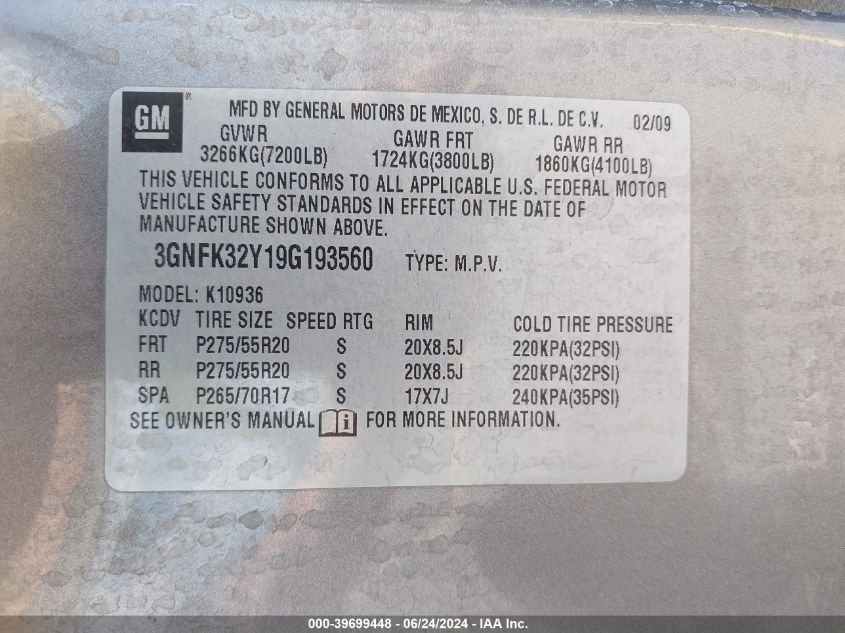 GM ®
MFD BY GENERAL MOTORS DE MEXICO, S. DE R.L. DE C.V. 02/09
GVWR GAWR FRT GAWR RR
3266KG(7200LB) 1724KG(3800LB) 1860KG(4100LB)
THIS VEHICLE CONFORMS TO ALL APPLICABLE U.S. FEDERAL MOTOR
VEHICLE SAFETY STANDARDS IN EFFECT ON THE DATE OF
MANUFACTURE SHOWN ABOVE.
3GNFK32Y19G193560 TYPE: M.P.V.
MODEL: K10936
KCDV TIRE SIZE SPEED RTG RIM COLD TIRE PRESSURE
FRT P275/55R20 S 20X8.5J 220KPA(32PSI)
RR P275/55R20 S 20X8.5J 220KPA(32PSI)
SPA P265/70R17 S 17X7J 240KPA(35PSI)
SEE OWNER'S MANUAL i FOR MORE INFORMATION.
000-39699448 - 06/24/2024 - IAA Inc.